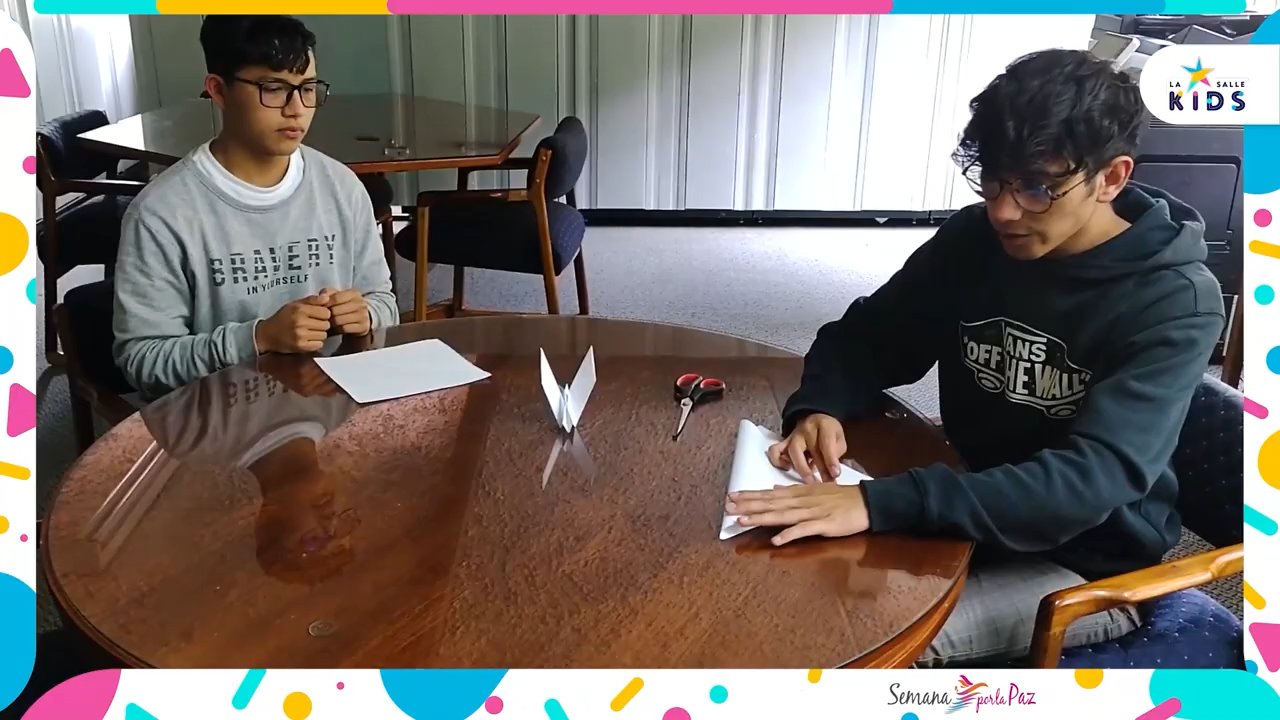 LA SALLE
KIDS
BRAVERY
IN YOURSELF
"OFF THE WALL"
VANS
Semana por la Paz